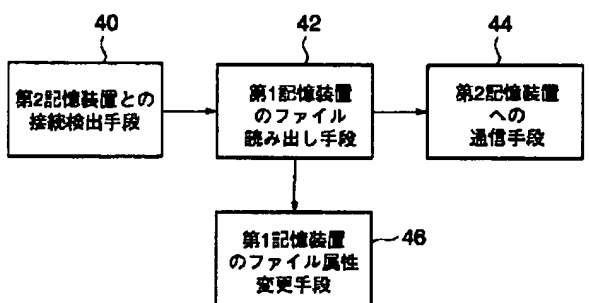 40
42
44
第2記憶装置との
接続検出手段
第1記憶装置
のファイル
読み出し手段
第2記憶装置
への
通信手段
第1記憶装置
のファイル属性
変更手段
46